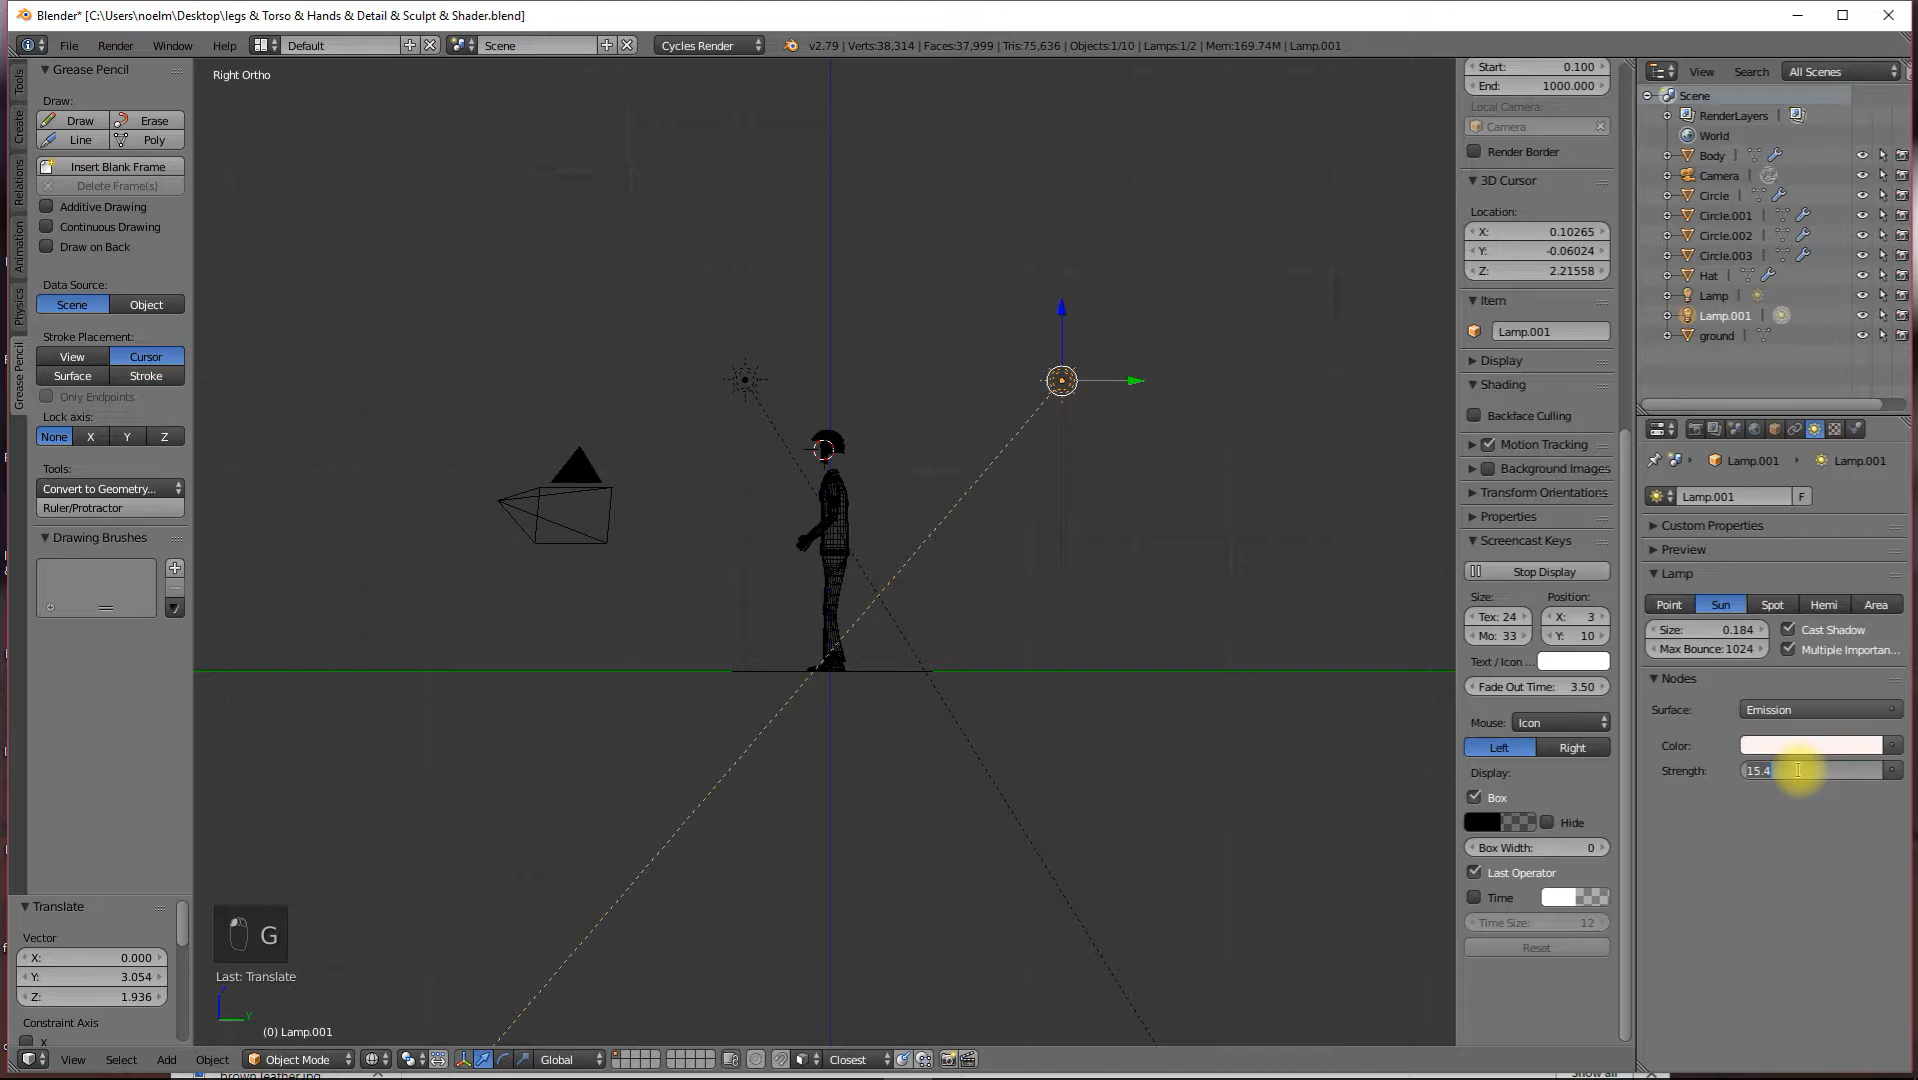 Blender* [C:\Users\noelm\Desktop\legs & Torso & Hands & Detail & Sculpt & Shader.blend]
File Render Window Help Default Scene Cycles Render v2.79 | Verts:38,314 | Faces:37,999 | Tris:75,636 | Objects:1/10 | Lamps:1/2 | Mem:169.74M | Lamp.001
Tools
Create
Relations
Animation
Physics
Grease Pencil
Grease Pencil
Draw:
Draw Erase
Line Poly
Insert Blank Frame
Delete Frame(s)
Additive Drawing
Continuous Drawing
Draw on Back
Data Source:
Scene Object
Stroke Placement:
View Cursor
Surface Stroke
Only Endpoints
Lock axis:
None X Y Z
Tools:
Convert to Geometry...
Ruler/Protractor
Drawing Brushes
Translate
Vector
X: 0.000
Y: 3.054
Z: 1.936
Constraint Axis
X
Right Ortho
G
Last: Translate
z
y
(0) Lamp.001
View Select Add Object Object Mode Global Closest
Start: 0.100
End: 1000.000
Local Camera:
Camera
Render Border
3D Cursor
Location:
X: 0.10265
Y: -0.06024
Z: 2.21558
Item
Lamp.001
Display
Shading
Backface Culling
Motion Tracking
Background Images
Transform Orientations
Properties
Screencast Keys
Stop Display
Size: Position:
Tex: 24 X: 3
Mo: 33 Y: 10
Text / Icon ...
Fade Out Time: 3.50
Mouse: Icon
Left Right
Display:
Box
Hide
Box Width: 0
Last Operator
Time
Time Size: 12
Reset
View Search All Scenes
Scene
RenderLayers
World
Body
Camera
Circle
Circle.001
Circle.002
Circle.003
Hat
Lamp
Lamp.001
ground
Lamp.001 Lamp.001
Lamp.001 F
Custom Properties
Preview
Lamp
Point Sun Spot Hemi Area
Size: 0.184 Cast Shadow
Max Bounce: 1024 Multiple Importan...
Nodes
Surface: Emission
Color:
Strength: 15.4
brown leather.jpg
Show all